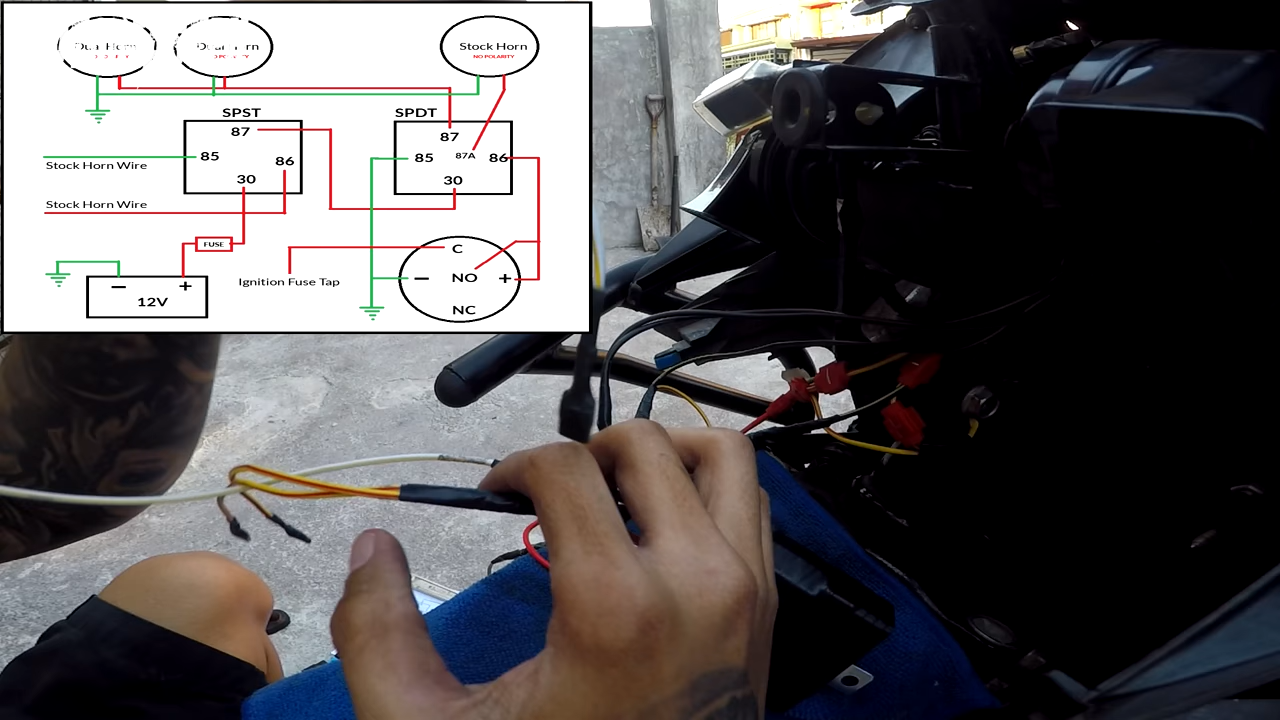 Stock Horn
NO POLARITY
SPST
SPDT
87
85
86
30
87
85
87A
86
30
Stock Horn Wire
Stock Horn Wire
FUSE
Ignition Fuse Tap
C
NO
NC
− +
− +
12V